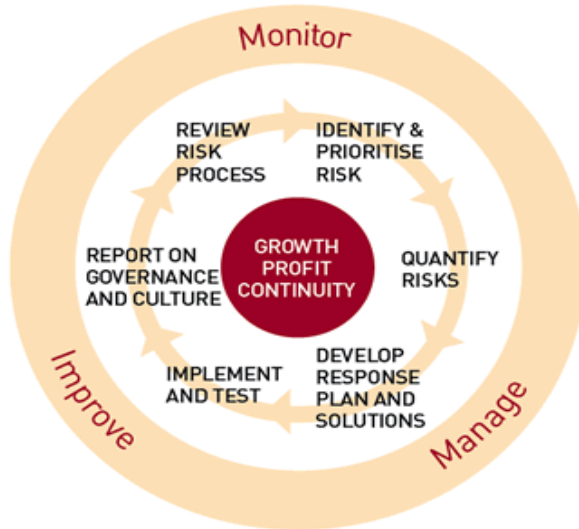 Monitor
REVIEW
RISK
PROCESS
IDENTIFY &
PRIORITISE
RISK
GROWTH
PROFIT
CONTINUITY
REPORT ON
GOVERNANCE
AND CULTURE
QUANTIFY
RISKS
IMPLEMENT
AND TEST
DEVELOP
RESPONSE
PLAN AND
SOLUTIONS
Improve
Manage